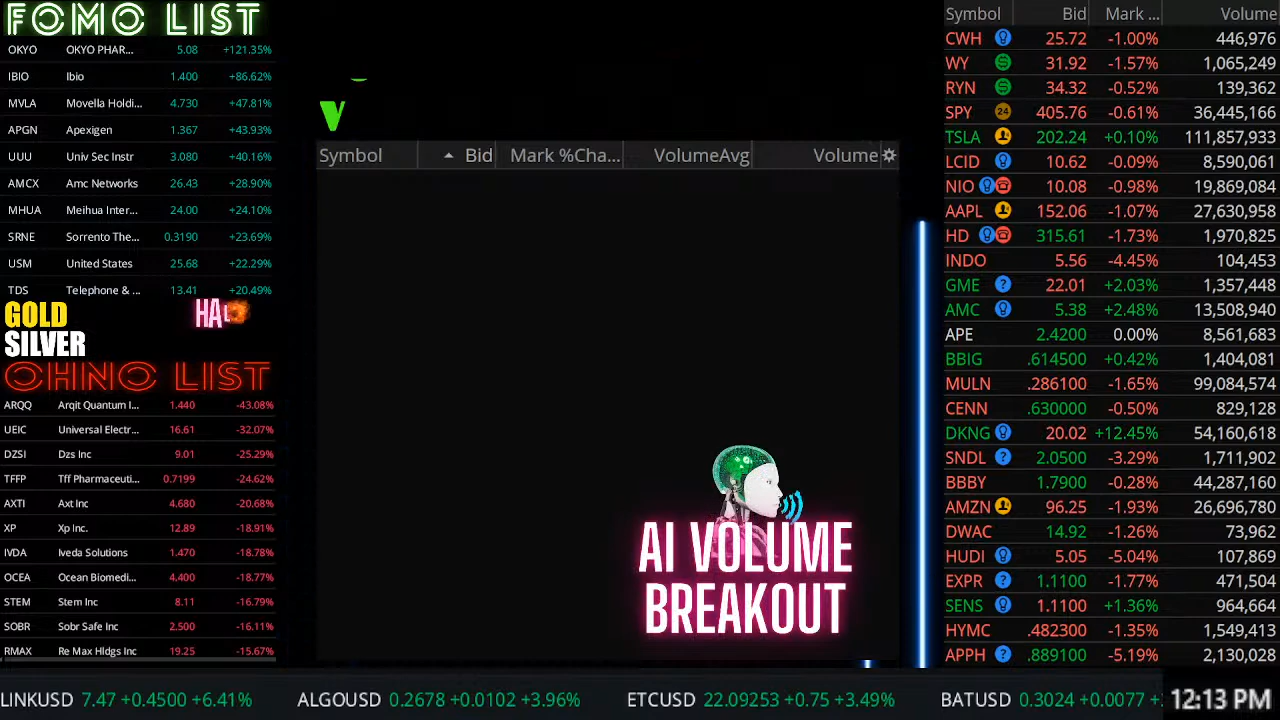 FOMO LIST
OKYO OKYO PHAR... 5.08 +121.35%
IBIO Ibio 1.400 +86.62%
MVLA Movella Holdi... 4.730 +47.81%
APGN Apexigen 1.367 +43.93%
UUU Univ Sec Instr 3.080 +40.16%
AMCX Amc Networks 26.43 +28.90%
MHUA Meihua Inter... 24.00 +24.10%
SRNE Sorrento The... 0.3190 +23.69%
USM United States 25.68 +22.29%
TDS Telephone & ... 13.41 +20.49%
GOLD
SILVER
OHNO LIST
ARQQ Arqit Quantum I... 1.440 -43.08%
UEIC Universal Electr... 16.61 -32.07%
DZSI Dzs Inc 9.01 -25.29%
TFFP Tff Pharmaceuti... 0.7199 -24.62%
AXTI Axt Inc 4.680 -20.68%
XP Xp Inc. 12.89 -18.91%
IVDA Iveda Solutions 1.470 -18.78%
OCEA Ocean Biomedi... 4.400 -18.77%
STEM Stem Inc 8.11 -16.79%
SOBR Sobr Safe Inc 2.500 -16.11%
RMAX Re Max Hldgs Inc 19.25 -15.67%
Symbol Bid Mark %Cha... VolumeAvg Volume
AI VOLUME
BREAKOUT
Symbol Bid Mark ... Volume
CWH 25.72 -1.00% 446,976
WY 31.92 -1.57% 1,065,249
RYN 34.32 -0.52% 139,362
SPY 24 405.76 -0.61% 36,445,166
TSLA 202.24 +0.10% 111,857,933
LCID 10.62 -0.09% 8,590,061
NIO 10.08 -0.98% 19,869,084
AAPL 152.06 -1.07% 27,630,958
HD 315.61 -1.73% 1,970,825
INDO 5.56 -4.45% 104,453
GME 22.01 +2.03% 1,357,448
AMC 5.38 +2.48% 13,508,940
APE 2.4200 0.00% 8,561,683
BBIG .614500 +0.42% 1,404,081
MULN .286100 -1.65% 99,084,574
CENN .630000 -0.50% 829,128
DKNG 20.02 +12.45% 54,160,618
SNDL 2.0500 -3.29% 1,711,902
BBBY 1.7900 -0.28% 44,287,160
AMZN 96.25 -1.93% 26,696,780
DWAC 14.92 -1.26% 73,962
HUDI 5.05 -5.04% 107,869
EXPR 1.1100 -1.77% 471,504
SENS 1.1100 +1.36% 964,664
HYMC .482300 -1.35% 1,549,413
APPH .889100 -5.19% 2,130,028
LINKUSD 7.47 +0.4500 +6.41% ALGOUSD 0.2678 +0.0102 +3.96% ETCUSD 22.09253 +0.75 +3.49% BATUSD 0.3024 +0.0077 + 12:13 PM